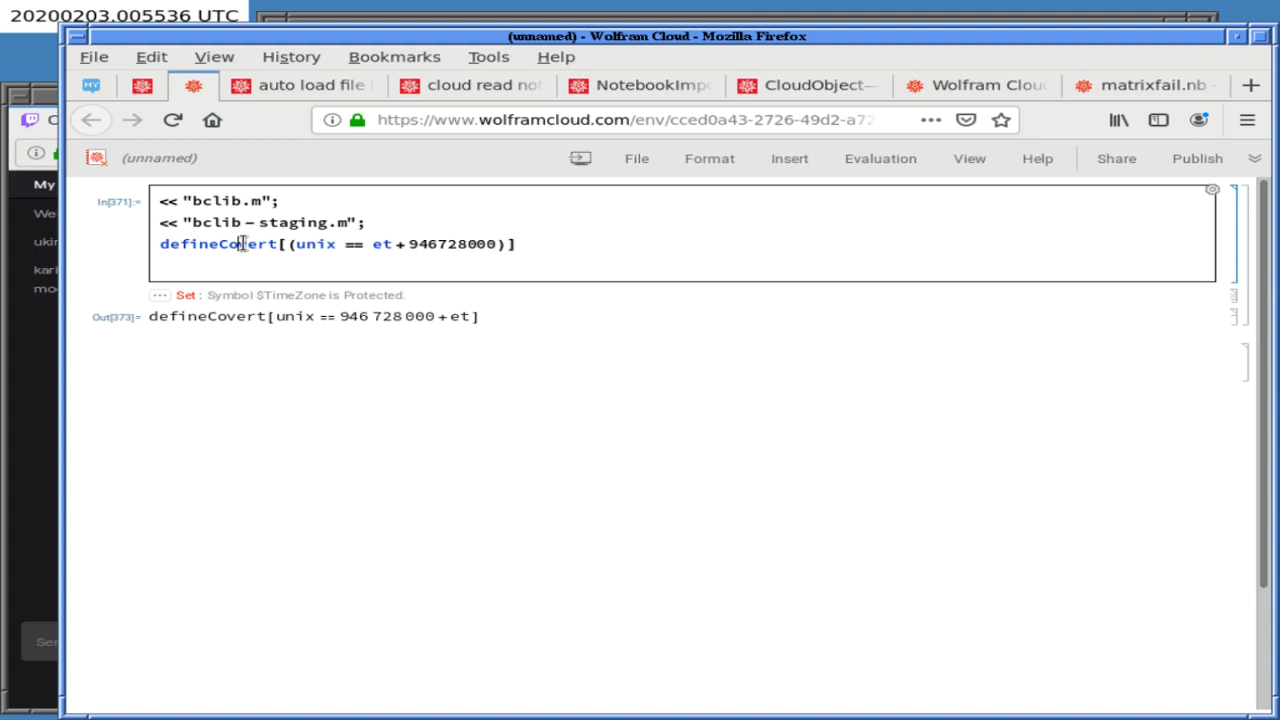 20200203.005536 UTC
(unnamed) - Wolfram Cloud - Mozilla Firefox
File Edit View History Bookmarks Tools Help
auto load file cloud read not NotebookImp CloudObject— Wolfram Clou matrixfail.nb
https://www.wolframcloud.com/env/cced0a43-2726-49d2-a72
(unnamed) File Format Insert Evaluation View Help Share Publish
My
We
ukin
kari
mo
Sen
In[371]:= << "bclib.m";
<< "bclib-staging.m";
defineCovert[(unix == et+946728000)]
Set: Symbol $TimeZone is Protected.
Out[373]= defineCovert[unix == 946 728 000 + et]